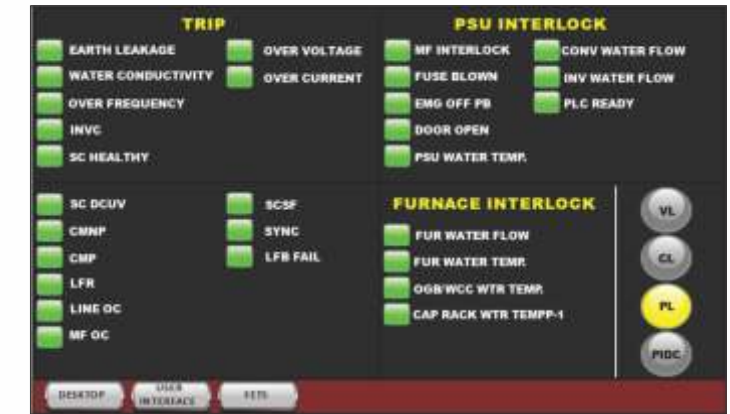 TRIP
EARTH LEAKAGE
WATER CONDUCTIVITY
OVER FREQUENCY
INVC
SC HEALTHY
OVER VOLTAGE
OVER CURRENT
PSU INTERLOCK
MF INTERLOCK
FUSE BLOWN
EMG OFF PB
DOOR OPEN
PSU WATER TEMP.
CONV WATER FLOW
INV WATER FLOW
PLC READY
SC DCUV
CMNP
CMP
LFR
LINE OC
MF OC
SCSF
SYNC
LFB FAIL
FURNACE INTERLOCK
FUR WATER FLOW
FUR WATER TEMP.
OGB/WCC WTR TEMP.
CAP RACK WTR TEMPP-1
VL
CL
PL
PIDC
DESKTOP
USER
INTERFACE